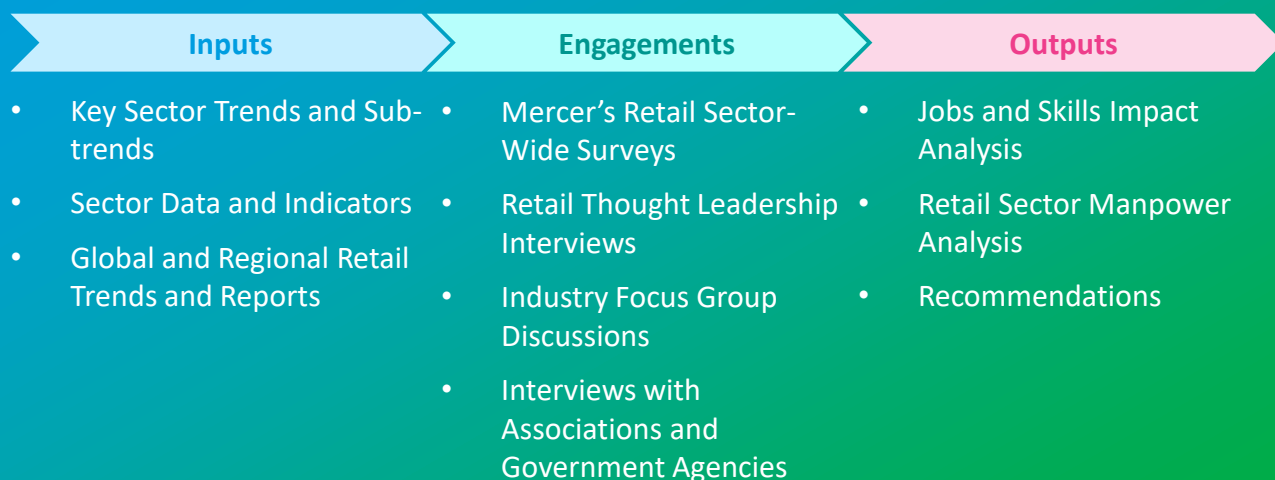 Inputs
Engagements
Outputs
• Key Sector Trends and Sub-
trends
• Sector Data and Indicators
• Global and Regional Retail
Trends and Reports
• Mercer’s Retail Sector-
Wide Surveys
• Retail Thought Leadership
Interviews
• Industry Focus Group
Discussions
• Interviews with
Associations and
Government Agencies
• Jobs and Skills Impact
Analysis
• Retail Sector Manpower
Analysis
• Recommendations